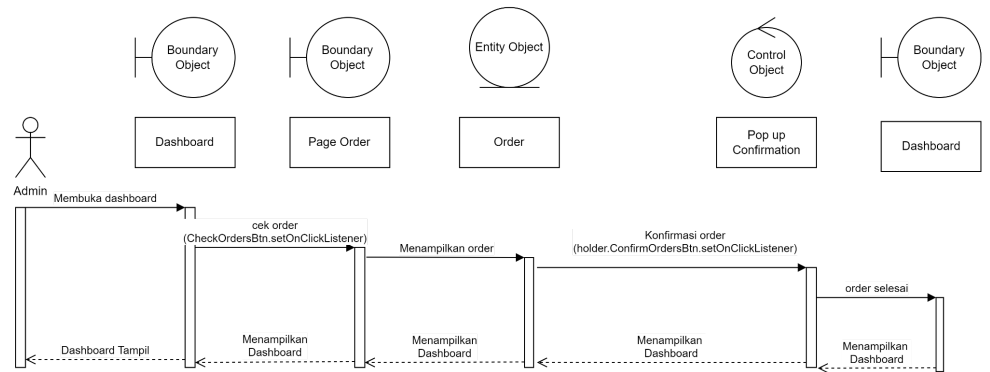 Boundary
Object
Boundary
Object
Entity Object
Control
Object
Boundary
Object
Dashboard
Page Order
Order
Pop up
Confirmation
Dashboard
Admin
Membuka dashboard
cek order
(CheckOrdersBtn.setOnClickListener)
Menampilkan order
Konfirmasi order
(holder.ConfirmOrdersBtn.setOnClickListener)
order selesai
Dashboard Tampil
Menampilkan
Dashboard
Menampilkan
Dashboard
Menampilkan
Dashboard
Menampilkan
Dashboard